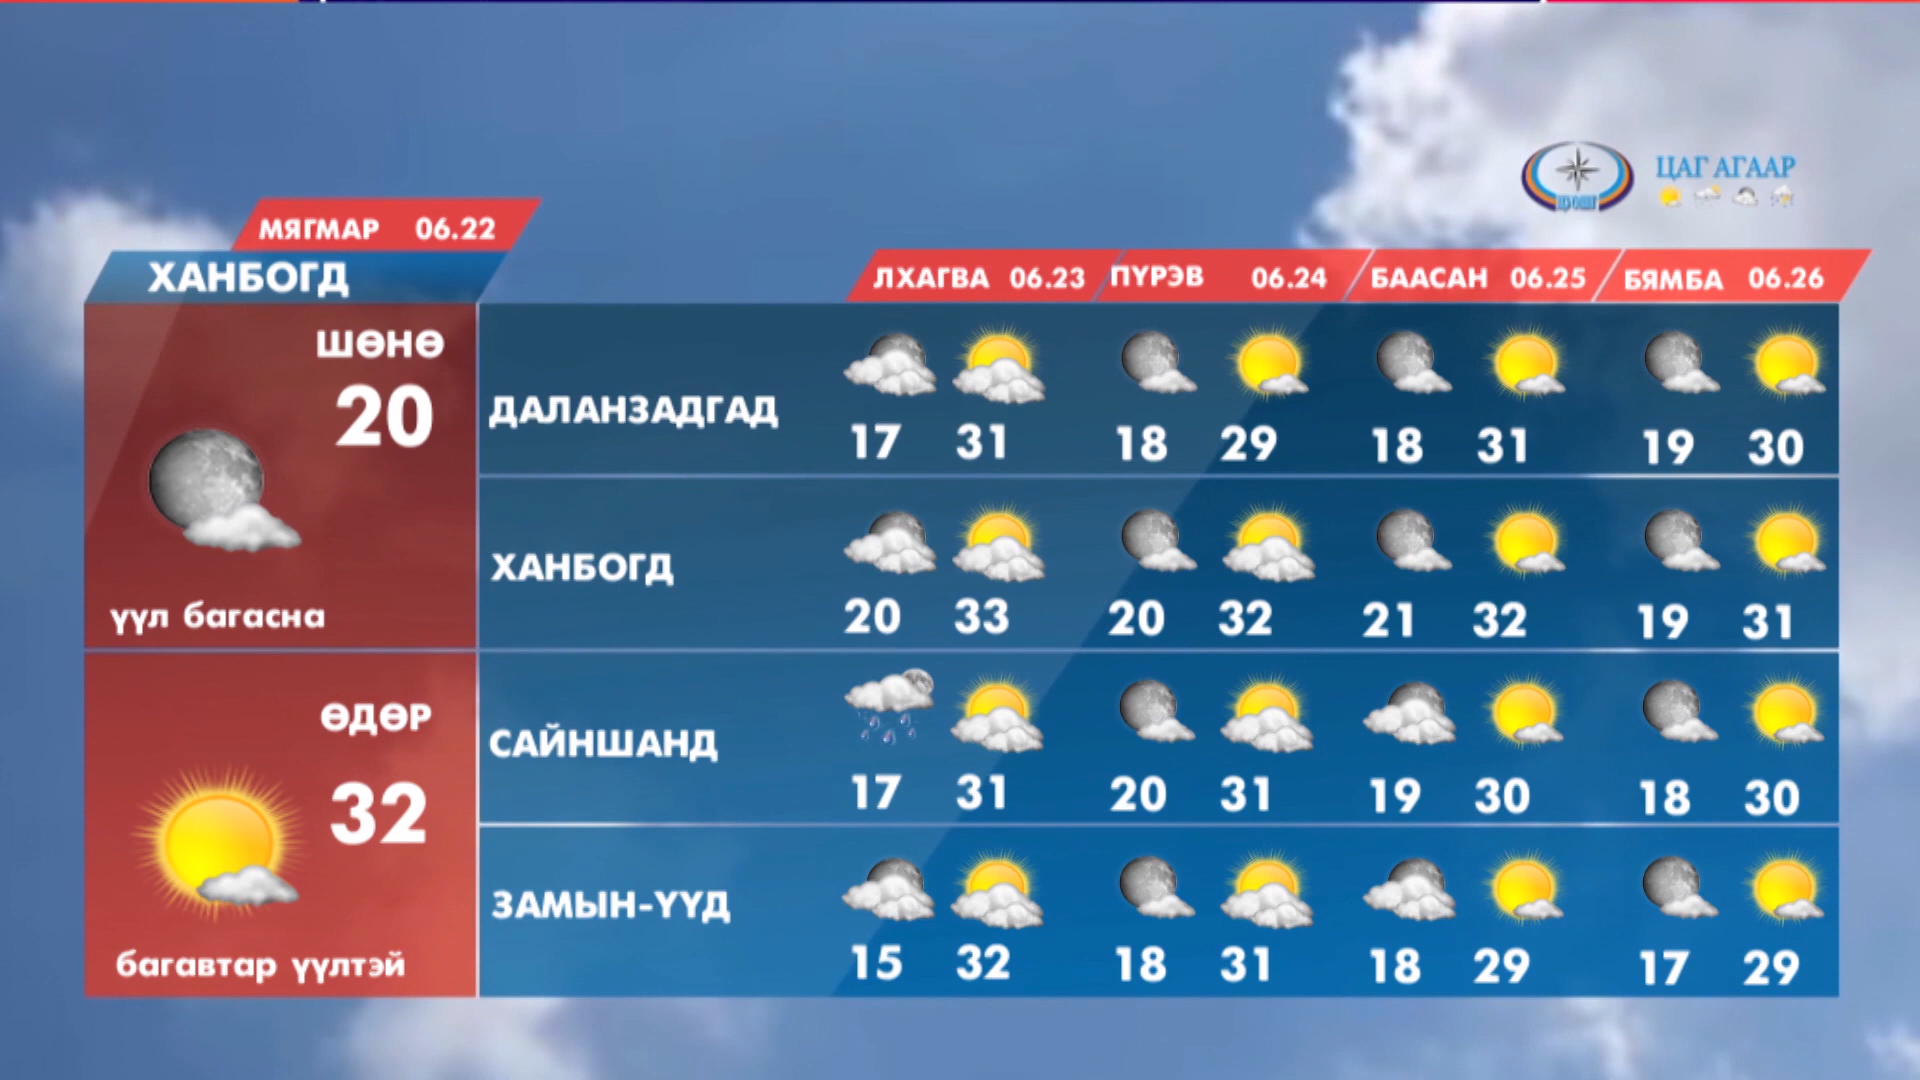 ЦАГ АГААР
МЯГМАР 06.22
ХАНБОГД
ШӨНӨ
20
үүл багасна
ӨДӨР
32
багавтар үүлтэй
ЛХАГВА 06.23 ПҮРЭВ 06.24 БААСАН 06.25 БЯМБА 06.26
ДАЛАНЗАДГАД
17 31 18 29 18 31 19 30
ХАНБОГД
20 33 20 32 21 32 19 31
САЙНШАНД
17 31 20 31 19 30 18 30
ЗАМЫН-ҮҮД
15 32 18 31 18 29 17 29